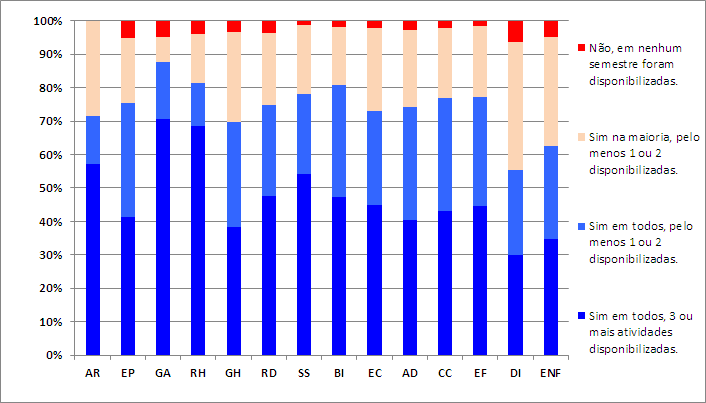 100%
90%
80%
70%
60%
50%
40%
30%
20%
10%
0%
AR EP GA RH GH RD SS BI EC AD CC EF DI ENF
Não, em nenhum
semestre foram
disponibilizadas.
Sim na maioria, pelo
menos 1 ou 2
disponibilizadas.
Sim em todos, pelo
menos 1 ou 2
disponibilizadas.
Sim em todos, 3 ou
mais atividades
disponibilizadas.